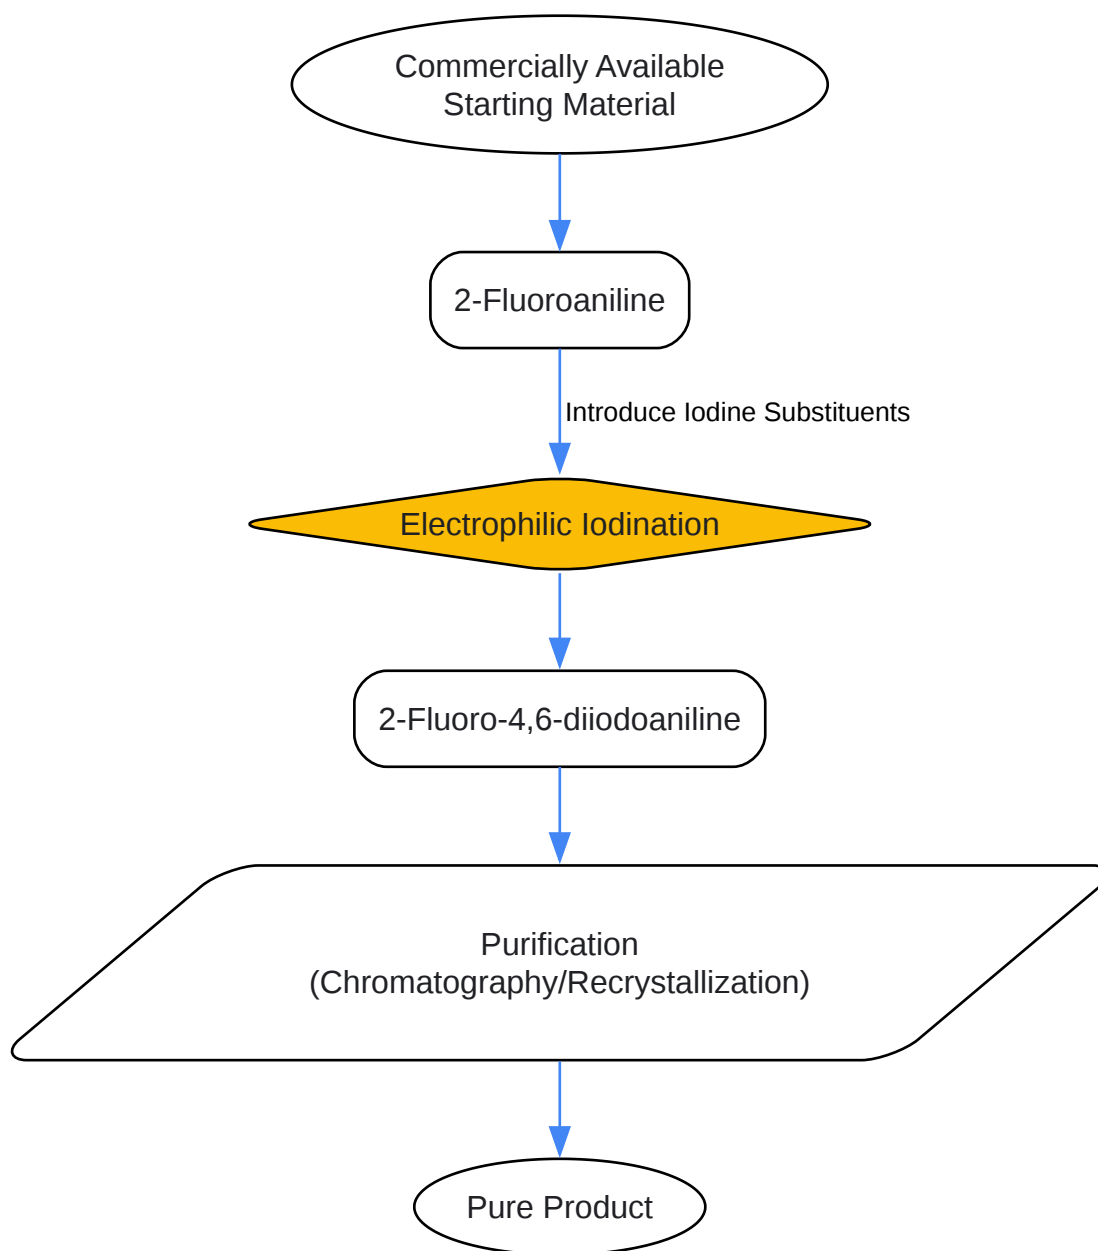 Commercially Available
Starting Material
2-Fluoroaniline
Introduce Iodine Substituents
Electrophilic Iodination
2-Fluoro-4,6-diiodoaniline
Purification
(Chromatography/Recrystallization)
Pure Product